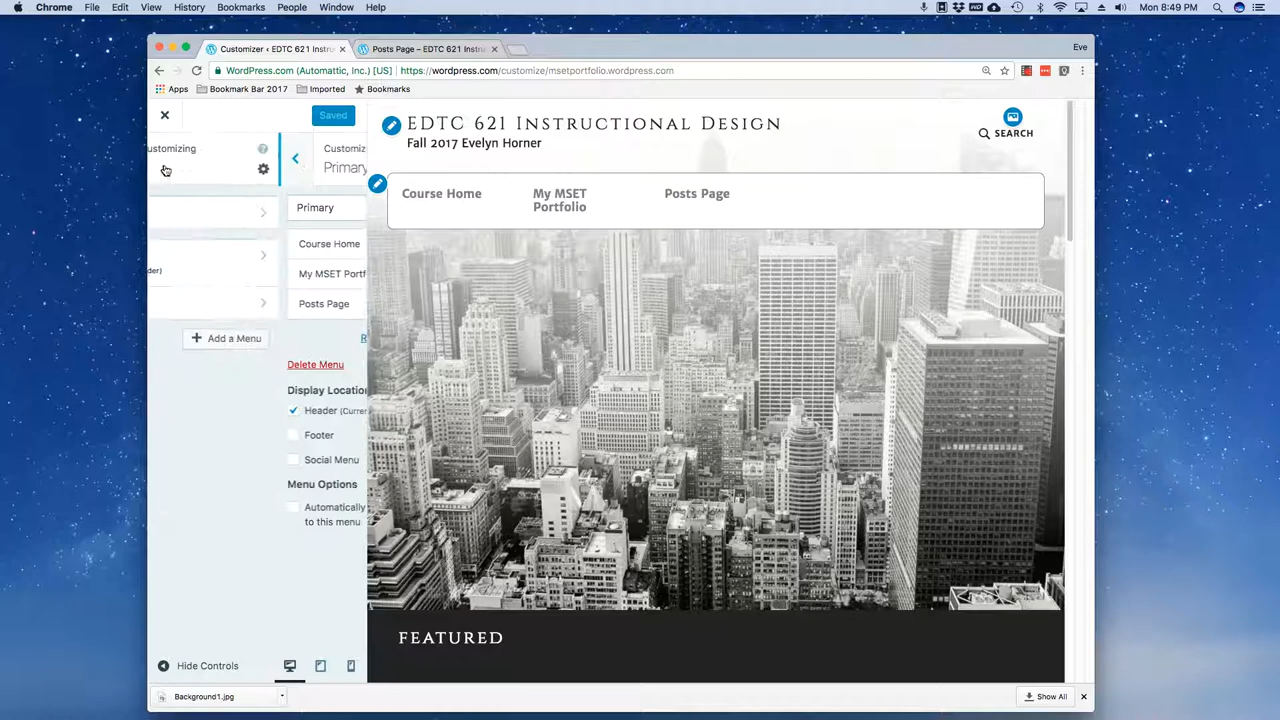 Chrome File Edit View History Bookmarks People Window Help Mon 8:49 PM
Customizer ‹ EDTC 621 Instru
Posts Page – EDTC 621 Instru
Eve
WordPress.com (Automattic, Inc.) [US] https://wordpress.com/customize/msetportfolio.wordpress.com
Apps Bookmark Bar 2017 Imported Bookmarks
Saved
ustomizing
Customiz
Primary
Primary
Course Home
My MSET Portf
der)
Posts Page
Add a Menu
R
Delete Menu
Display Location
Header (Curre
Footer
Social Menu
Menu Options
Automatically
to this menu
Hide Controls
EDTC 621 Instructional Design
Fall 2017 Evelyn Horner
SEARCH
Course Home
My MSET
Portfolio
Posts Page
FEATURED
Background1.jpg
Show All